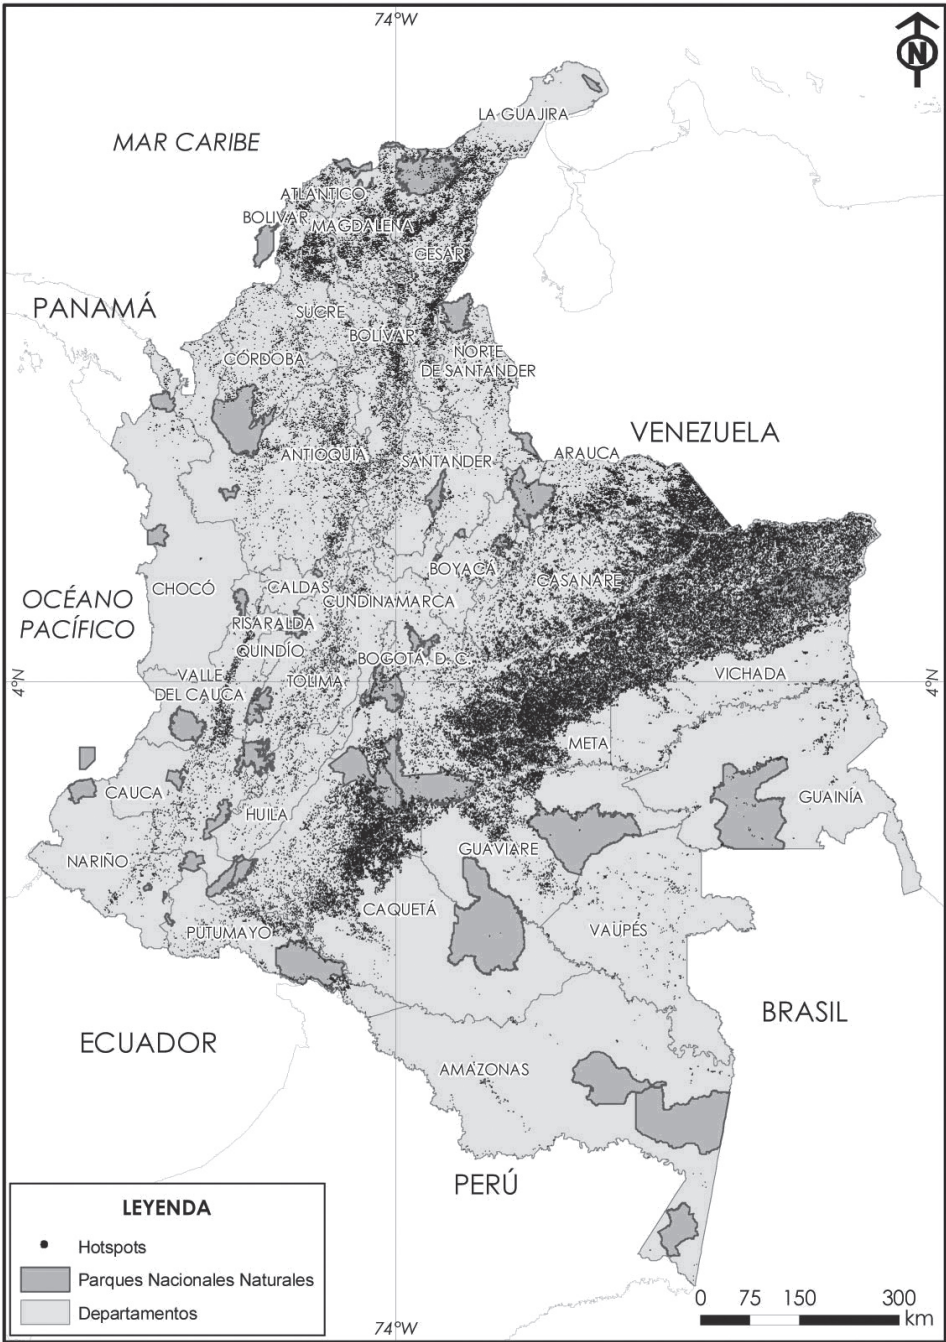 74°W
N
LA GUAJIRA
MAR CARIBE
ATLÁNTICO
BOLÍVAR
MAGDALENA
CESAR
PANAMÁ
SUCRE
BOLÍVAR
CÓRDOBA
NORTE
DE SANTANDER
VENEZUELA
ANTIOQUIA
SANTANDER
ARAUCA
BOYACÁ
CASANARE
CHOCÓ
CALDAS
CUNDINAMARCA
OCÉANO
PACÍFICO
RISARALDA
QUINDÍO
BOGOTÁ, D. C.
4°N
VALLE
DEL CAUCA
TOLIMA
VICHADA
4°N
META
CAUCA
HUILA
GUAINÍA
NARIÑO
GUAVIARE
CAQUETÁ
PUTUMAYO
VAUPÉS
BRASIL
ECUADOR
AMAZONAS
PERÚ
LEYENDA
Hotspots
Parques Nacionales Naturales
Departamentos
0 75 150 300
km
74°W